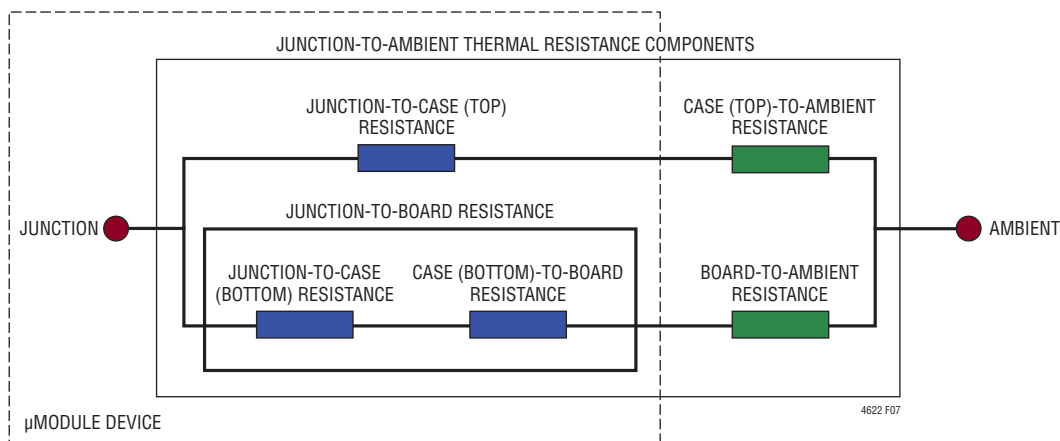 JUNCTION-TO-AMBIENT THERMAL RESISTANCE COMPONENTS
JUNCTION-TO-CASE (TOP)
RESISTANCE
CASE (TOP)-TO-AMBIENT
RESISTANCE
JUNCTION
JUNCTION-TO-BOARD RESISTANCE
AMBIENT
JUNCTION-TO-CASE
(BOTTOM) RESISTANCE
CASE (BOTTOM)-TO-BOARD
RESISTANCE
BOARD-TO-AMBIENT
RESISTANCE
4622 F07
µMODULE DEVICE